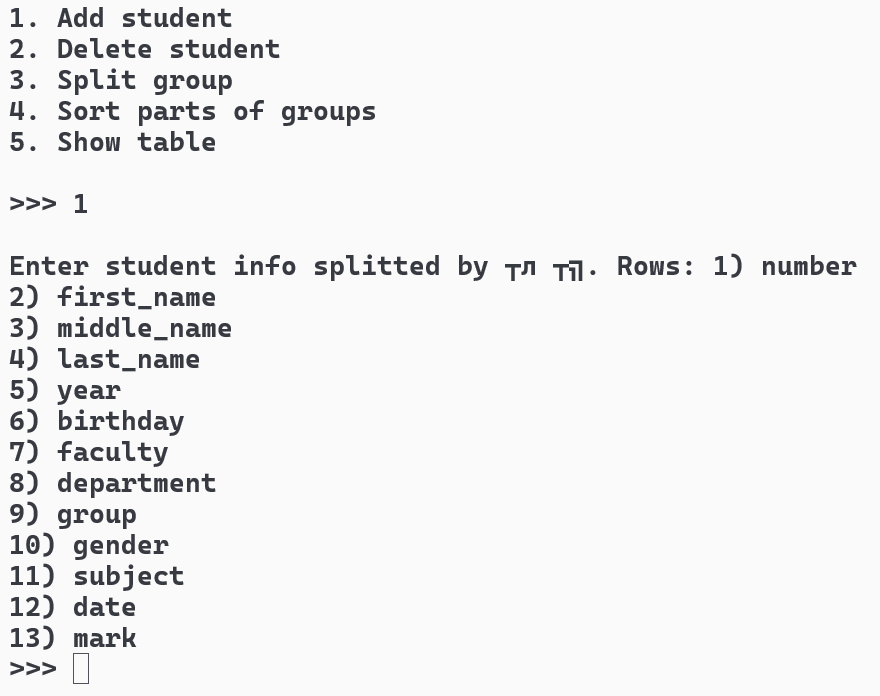 1. Add student
2. Delete student
3. Split group
4. Sort parts of groups
5. Show table
>>> 1
Enter student info splitted by ┬л ┬╗. Rows: 1) number
2) first_name
3) middle_name
4) last_name
5) year
6) birthday
7) faculty
8) department
9) group
10) gender
11) subject
12) date
13) mark
>>>